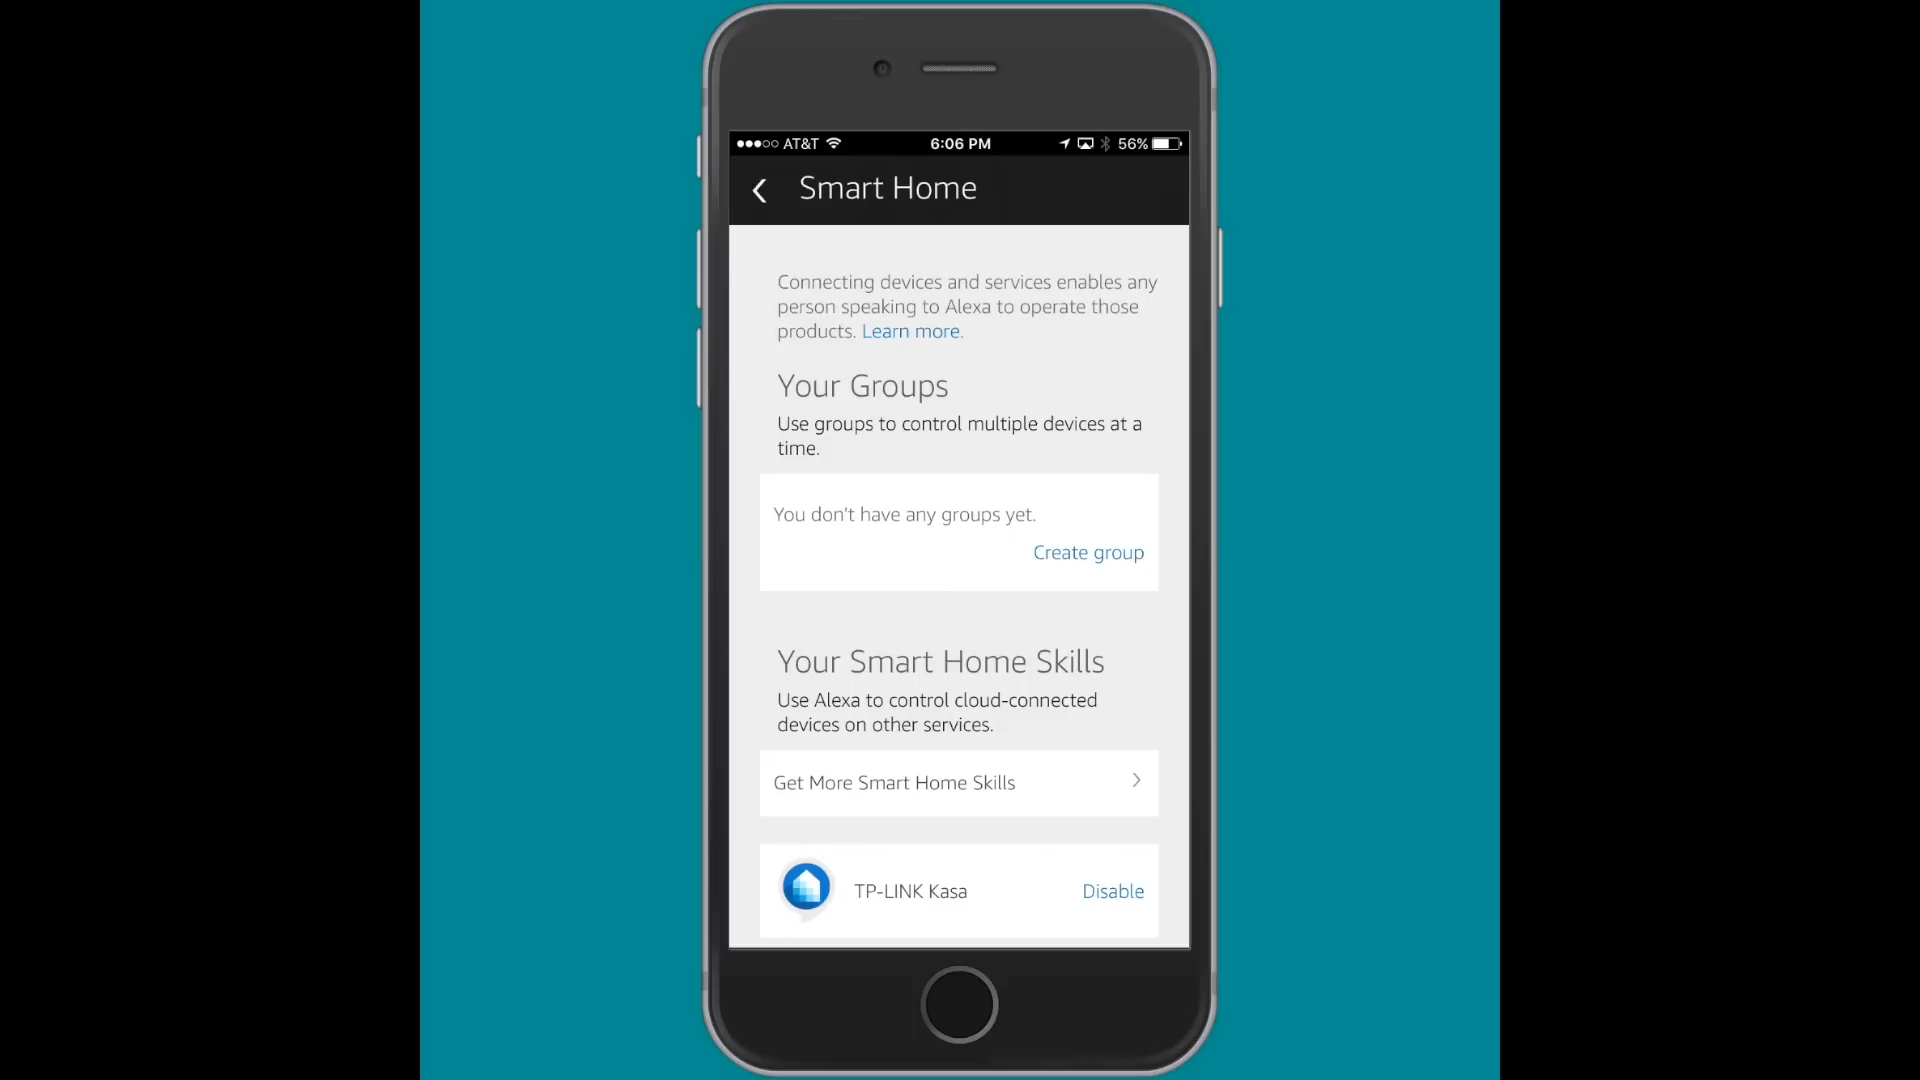 AT&T 6:06 PM 56%
Smart Home
Connecting devices and services enables any
person speaking to Alexa to operate those
products. Learn more.
Your Groups
Use groups to control multiple devices at a
time.
You don't have any groups yet.
Create group
Your Smart Home Skills
Use Alexa to control cloud-connected
devices on other services.
Get More Smart Home Skills
TP-LINK Kasa Disable